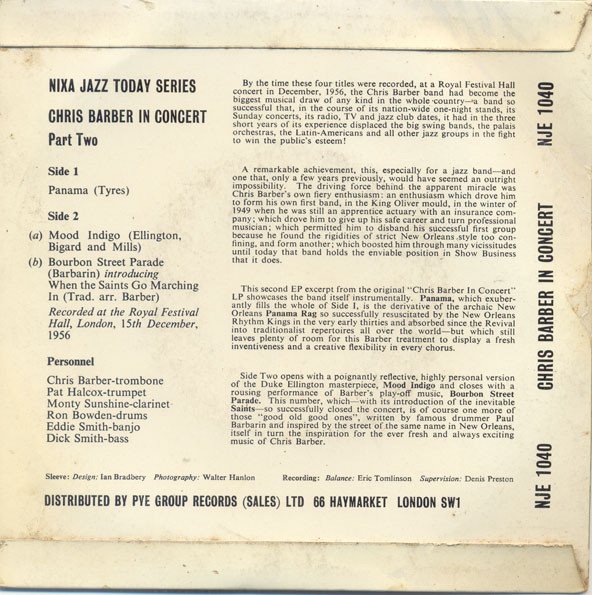 NIXA JAZZ TODAY SERIES
CHRIS BARBER IN CONCERT
Part Two
Side 1
Panama (Tyres)
Side 2
(a) Mood Indigo (Ellington,
Bigard and Mills)
(b) Bourbon Street Parade
(Barbarin) introducing
When the Saints Go Marching
In (Trad. arr. Barber)
Recorded at the Royal Festival
Hall, London, 15th December,
1956
Personnel
Chris Barber-trombone
Pat Halcox-trumpet
Monty Sunshine-clarinet
Ron Bowden-drums
Eddie Smith-banjo
Dick Smith-bass
By the time these four titles were recorded, at a Royal Festival Hall
concert in December, 1956, the Chris Barber band had become the
biggest musical draw of any kind in the whole country—a band so
successful that, in the course of its nation-wide one-night stands, its
Sunday concerts, its radio, TV and jazz club dates, it had in the three
short years of its experience displaced the big swing bands, the palais
orchestras, the Latin-Americans and all other jazz groups in the fight
to win the public's esteem!
A remarkable achievement, this, especially for a jazz band—and
one that, only a few years previously, would have seemed an outright
impossibility. The driving force behind the apparent miracle was
Chris Barber's own fiery enthusiasm: an enthusiasm which drove him
to form his own first band, in the King Oliver mould, in the winter of
1949 when he was still an apprentice actuary with an insurance com-
pany; which drove him to give up his safe career and turn professional
musician; which permitted him to disband his successful first group
because he found the rigidities of strict New Orleans style too con-
fining, and form another; which boosted him through many vicissitudes
until today that band holds the enviable position in Show Business
that it does.
This second EP excerpt from the original "Chris Barber In Concert"
LP showcases the band itself instrumentally. Panama, which exuber-
antly fills the whole of Side I, is the derivative of the archaic New
Orleans Panama Rag so successfully resuscitated by the New Orleans
Rhythm Kings in the very early thirties and absorbed since the Revival
into traditionalist repertoires all over the world—but which still
leaves plenty of room for this Barber treatment to display a fresh
inventiveness and a creative flexibility in every chorus.
Side Two opens with a poignantly reflective, highly personal version
of the Duke Ellington masterpiece, Mood Indigo and closes with a
rousing performance of Barber's play-off music, Bourbon Street
Parade. This number, which—with its introduction of the inevitable
Saints—so successfully closed the concert, is of course one more of
those "good old good ones", written by famous drummer Paul
Barbarin and inspired by the street of the same name in New Orleans,
itself in turn the inspiration for the ever fresh and always exciting
music of Chris Barber.
Sleeve: Design: Ian Bradbery Photography: Walter Hanlon Recording: Balance: Eric Tomlinson Supervision: Denis Preston
DISTRIBUTED BY PYE GROUP RECORDS (SALES) LTD 66 HAYMARKET LONDON SW1
NJE 1040
CHRIS BARBER IN CONCERT
NJE 1040